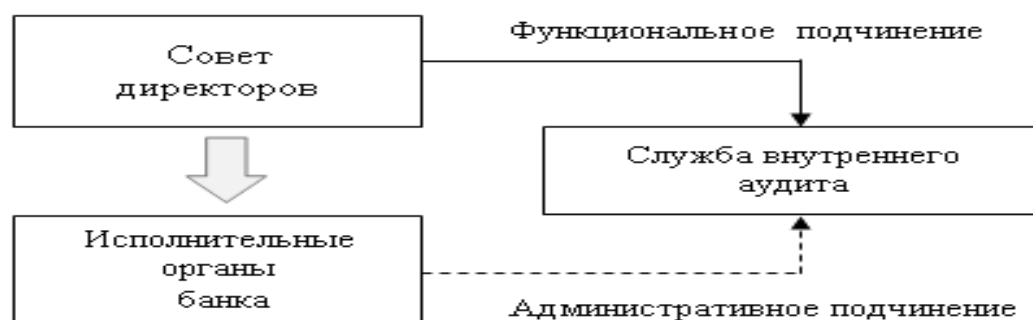 Совет
директоров
Функциональное подчинение
Служба внутреннего
аудита
Исполнительные
органы
банка
Административное подчинение